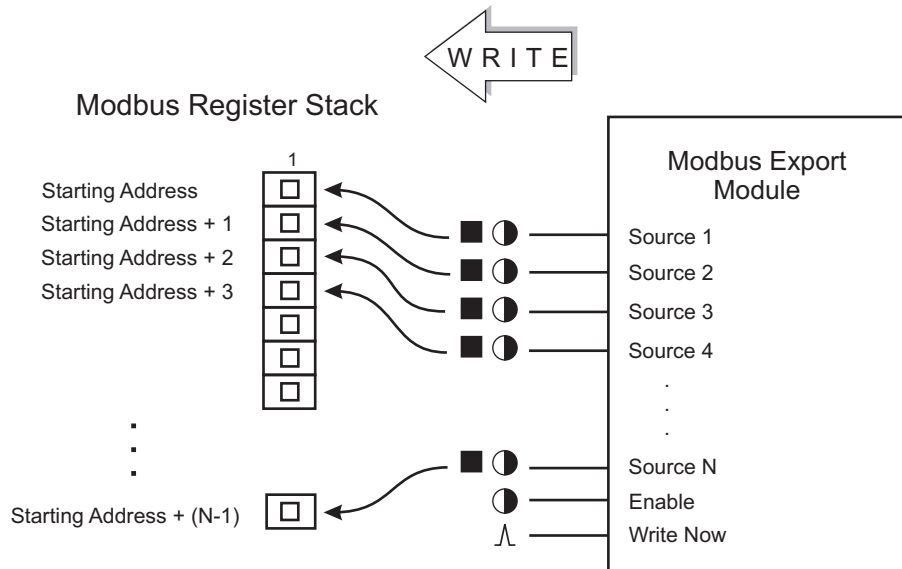 WRITE
Modbus Register Stack
1
Starting Address
Starting Address + 1
Starting Address + 2
Starting Address + 3
.
.
.
Starting Address + (N-1)
Modbus Export
Module
Source 1
Source 2
Source 3
Source 4
.
.
.
Source N
Enable
Write Now